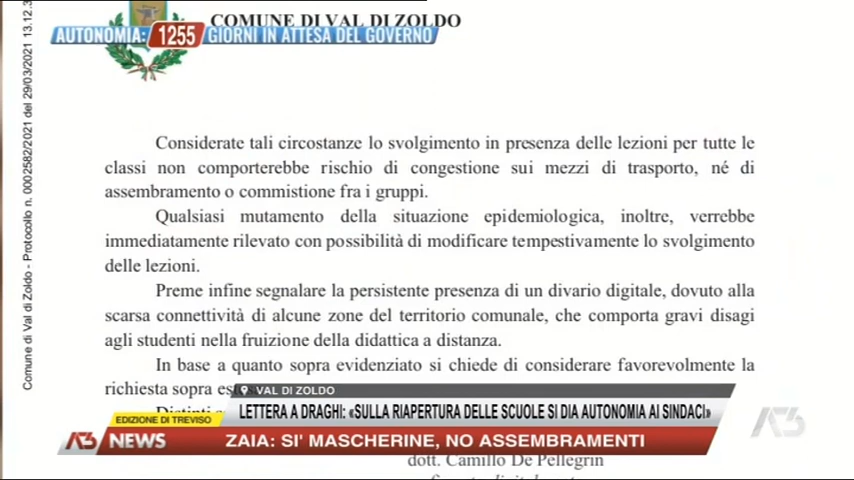 COMUNE DI VAL DI ZOLDO
AUTONOMIA: 1255 GIORNI IN ATTESA DEL GOVERNO
Comune di Val di Zoldo - Protocollo n. 0002582/2021 del 29/03/2021 13.12.3
Considerate tali circostanze lo svolgimento in presenza delle lezioni per tutte le
classi non comporterebbe rischio di congestione sui mezzi di trasporto, né di
assembramento o commistione fra i gruppi.
Qualsiasi mutamento della situazione epidemiologica, inoltre, verrebbe
immediatamente rilevato con possibilità di modificare tempestivamente lo svolgimento
delle lezioni.
Preme infine segnalare la persistente presenza di un divario digitale, dovuto alla
scarsa connettività di alcune zone del territorio comunale, che comporta gravi disagi
agli studenti nella fruizione della didattica a distanza.
In base a quanto sopra evidenziato si chiede di considerare favorevolmente la
richiesta sopra
VAL DI ZOLDO
LETTERA A DRAGHI: «SULLA RIAPERTURA DELLE SCUOLE SI DIA AUTONOMIA AI SINDACI»
EDIZIONE DI TREVISO
A3 NEWS ZAIA: SI' MASCHERINE, NO ASSEMBRAMENTI
A3
dott. Camillo De Pellegrin